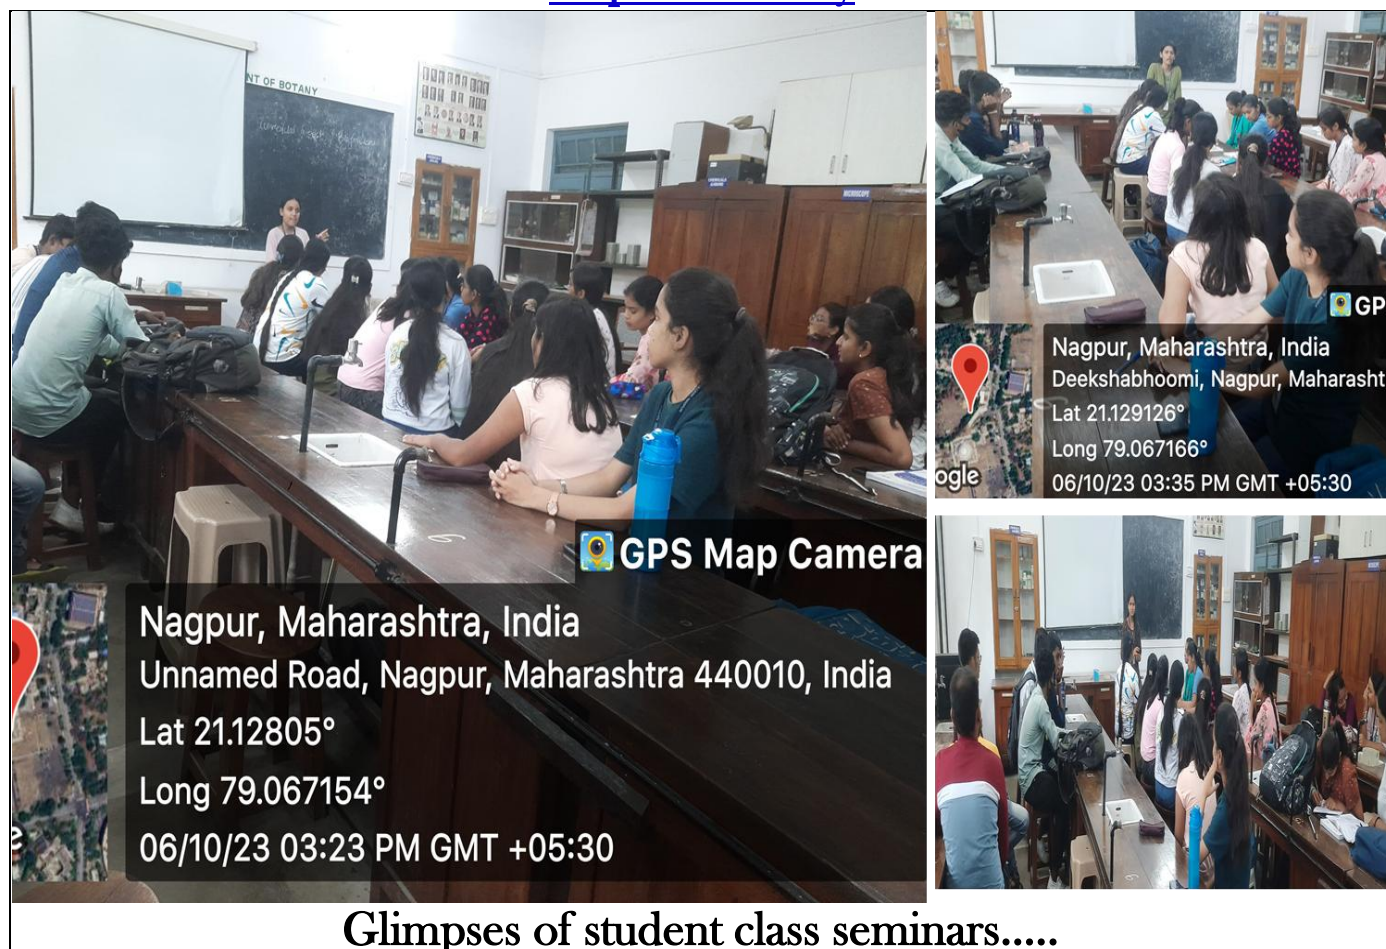 NT OF BOTANY
MICROSCOPE
6
GPS Map Camera
Nagpur, Maharashtra, India
Unnamed Road, Nagpur, Maharashtra 440010, India
Lat 21.12805°
Long 79.067154°
06/10/23 03:23 PM GMT +05:30
GP
Nagpur, Maharashtra, India
Deekshabhoomi, Nagpur, Maharasht
Lat 21.129126°
Long 79.067166°
06/10/23 03:35 PM GMT +05:30
ogle
Glimpses of student class seminars.....